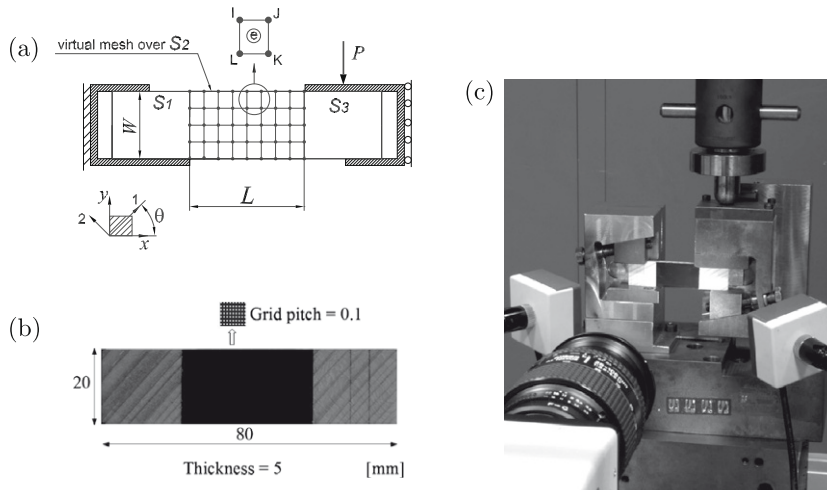 (a)
virtual mesh over S2
I
J
e
L
K
P
S1
S3
W
L
y
1
2
θ
x
(b)
Grid pitch = 0.1
20
80
Thickness = 5
[mm]
(c)